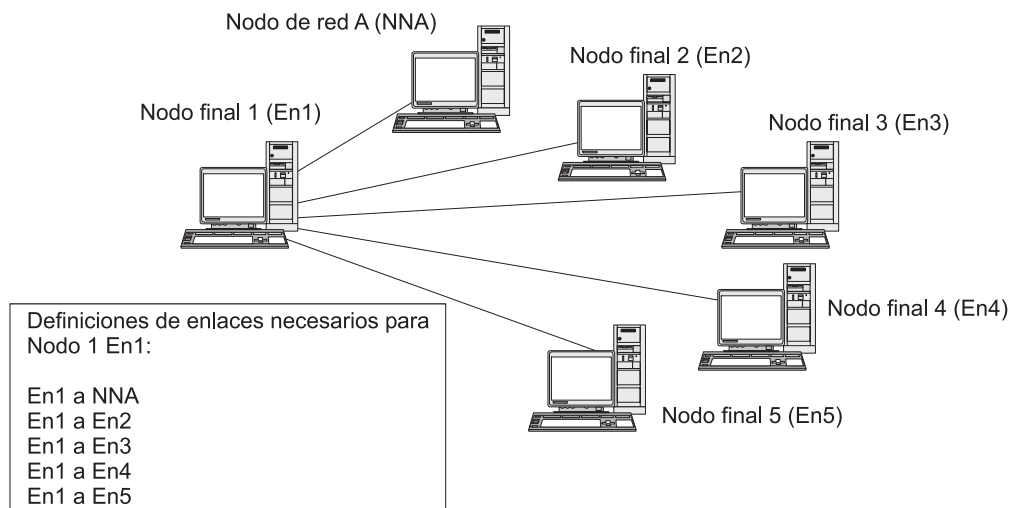 Nodo de red A (NNA)
Nodo final 2 (En2)
Nodo final 1 (En1)
Nodo final 3 (En3)
Nodo final 4 (En4)
Nodo final 5 (En5)
Definiciones de enlaces necesarios para
Nodo 1 En1:
En1 a NNA
En1 a En2
En1 a En3
En1 a En4
En1 a En5